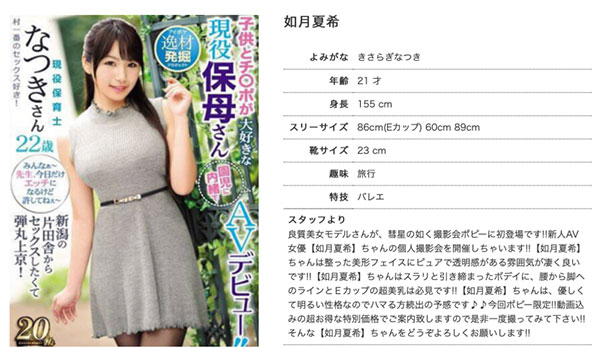 子供とチ〇ポが大好きな
現役保母さん
園児に内緒で
AVデビュー!!
逸材発掘
プロジェクト
村一番のセックス好き!
なつきさん
現役保育士
22歳
みんなぁ〜
先生、今日だけ
エッチに
なるけど
許してねぇ〜
新潟の
片田舎から
セックスしたくて
弾丸上京!
20th
如月夏希
よみがな きさらぎなつき
年齢 21 才
身長 155 cm
スリーサイズ 86cm(Eカップ) 60cm 89cm
靴サイズ 23 cm
趣味 旅行
特技 バレエ
スタッフより
良質美女モデルさんが、彗星の如く撮影会ポピーに初登場です!!新人AV
女優【如月夏希】ちゃんの個人撮影会を開催しちゃいます!!【如月夏希】
ちゃんは整った美形フェイスにピュアで透明感がある雰囲気が凄く良い
です!!【如月夏希】ちゃんはスラリと引き締まったボデイに、腰から脚へ
のラインとEカップの超美乳は必見です!!【如月夏希】ちゃんは、優しく
て明るい性格なのでハマる方続出の予感です♪♪今回ポピー限定!!動画込
みの超お得な特別価格でご案内致しますので是非一度撮ってみて下さい!!
そんな【如月夏希】ちゃんをどうぞよろしくお願いします!!